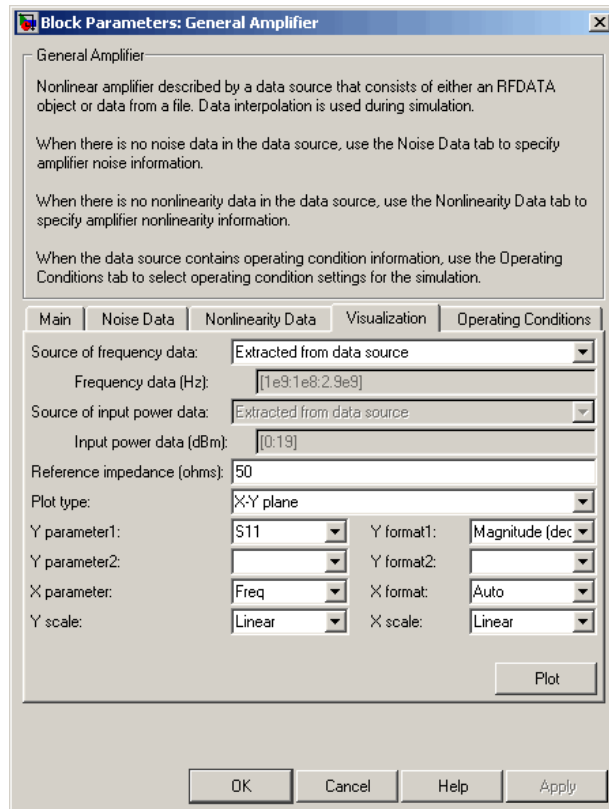 Block Parameters: General Amplifier
General Amplifier
Nonlinear amplifier described by a data source that consists of either an RFDATA
object or data from a file. Data interpolation is used during simulation.
When there is no noise data in the data source, use the Noise Data tab to specify
amplifier noise information.
When there is no nonlinearity data in the data source, use the Nonlinearity Data tab to
specify amplifier nonlinearity information.
When the data source contains operating condition information, use the Operating
Conditions tab to select operating condition settings for the simulation.
Main Noise Data Nonlinearity Data Visualization Operating Conditions
Source of frequency data: Extracted from data source
Frequency data (Hz): [1e9:1e8:2.9e9]
Source of input power data: Extracted from data source
Input power data (dBm): [0:19]
Reference impedance (ohms): 50
Plot type: X-Y plane
Y parameter1: S11 Y format1: Magnitude (dec
Y parameter2: Y format2:
X parameter: Freq X format: Auto
Y scale: Linear X scale: Linear
Plot
OK Cancel Help Apply